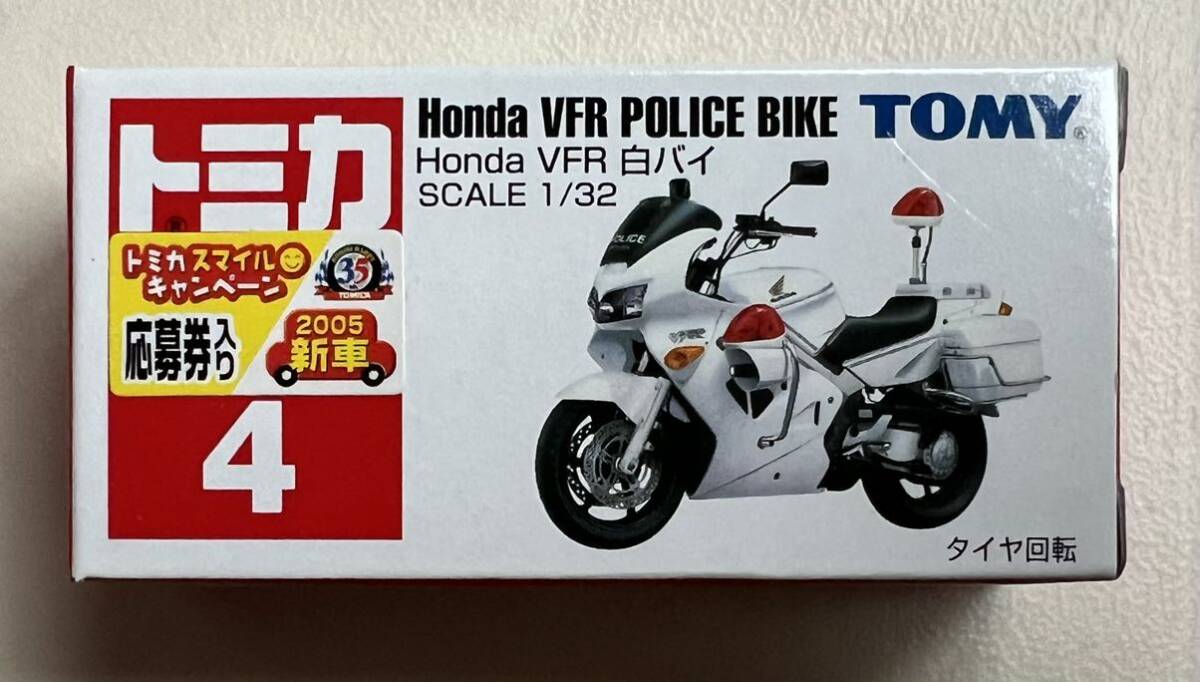 トミカ
Honda VFR POLICE BIKE
TOMY
Honda VFR 白バイ
SCALE 1/32
トミカスマイル
キャンペーン
35
TOMICA
応募券入り
2005
新車
4
POLICE
VFR
タイヤ回転